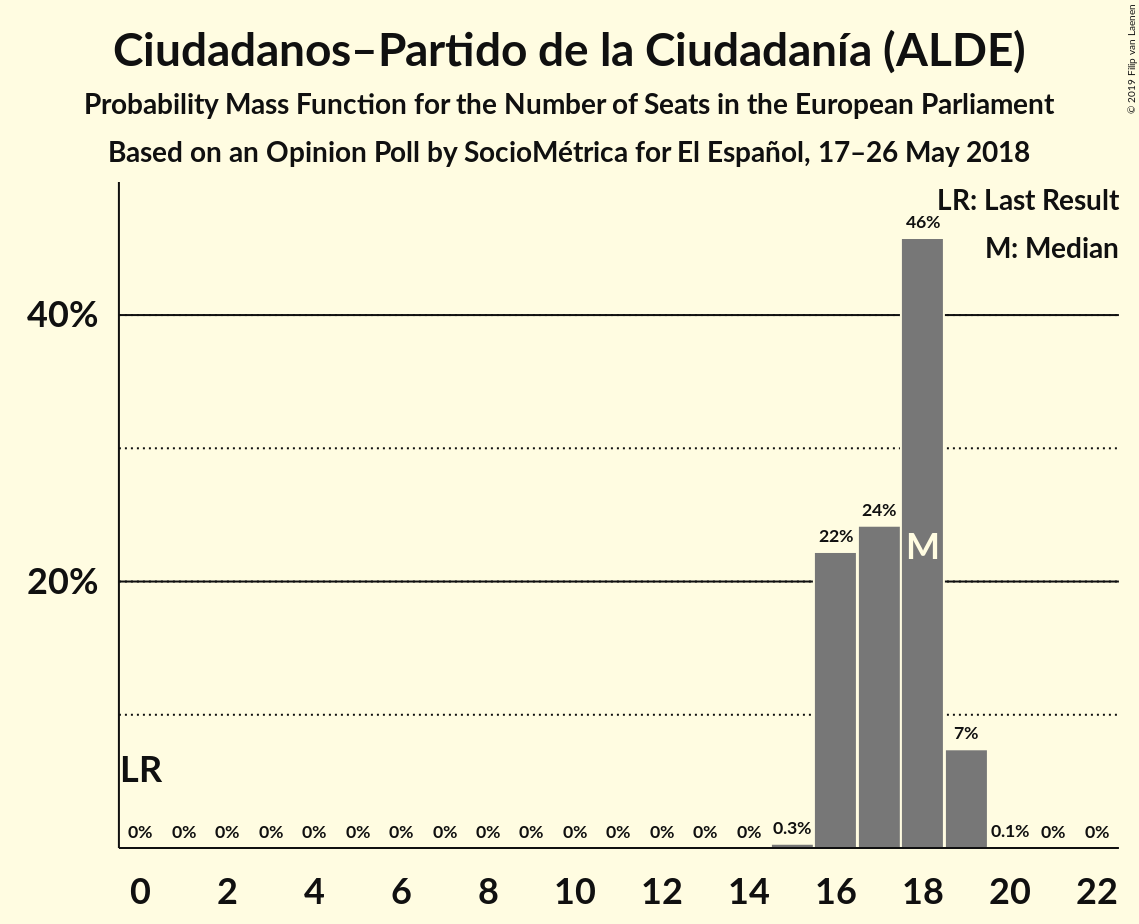 Ciudadanos–Partido de la Ciudadanía (ALDE)
Probability Mass Function for the Number of Seats in the European Parliament
Based on an Opinion Poll by SocioMétrica for El Español, 17–26 May 2018
© 2019 Filip van Laenen
LR: Last Result
M: Median
46%
40%
24%
22%
M
20%
7%
LR
0% 0% 0% 0% 0% 0% 0% 0% 0% 0% 0% 0% 0% 0% 0% 0.3% 0.1% 0% 0%
0 2 4 6 8 10 12 14 16 18 20 22